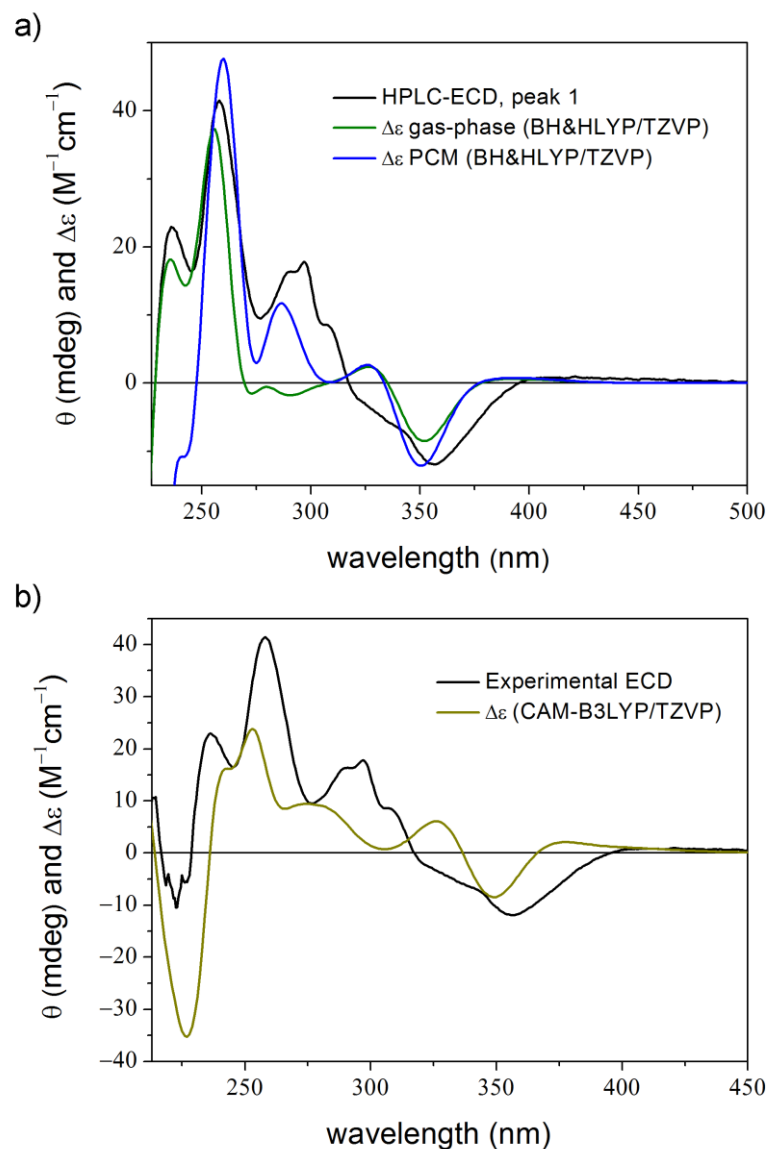 a)
HPLC-ECD, peak 1
Δε gas-phase (BH&HLYP/TZVP)
Δε PCM (BH&HLYP/TZVP)
θ (mdeg) and Δε (M⁻¹cm⁻¹)
40
20
0
250 300 350 400 450 500
wavelength (nm)
b)
Experimental ECD
Δε (CAM-B3LYP/TZVP)
θ (mdeg) and Δε (M⁻¹cm⁻¹)
40
30
20
10
0
−10
−20
−30
−40
250 300 350 400 450
wavelength (nm)